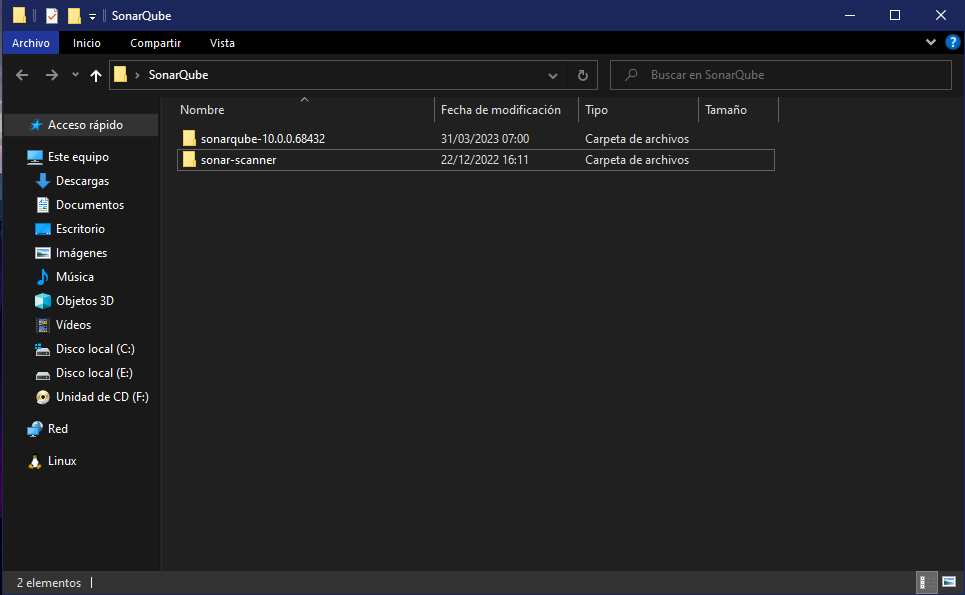 SonarQube
Archivo Inicio Compartir Vista
SonarQube Buscar en SonarQube
Nombre Fecha de modificación Tipo Tamaño
Acceso rápido
sonarqube-10.0.0.68432 31/03/2023 07:00 Carpeta de archivos
sonar-scanner 22/12/2022 16:11 Carpeta de archivos
Este equipo
Descargas
Documentos
Escritorio
Imágenes
Música
Objetos 3D
Vídeos
Disco local (C:)
Disco local (E:)
Unidad de CD (F:)
Red
Linux
2 elementos